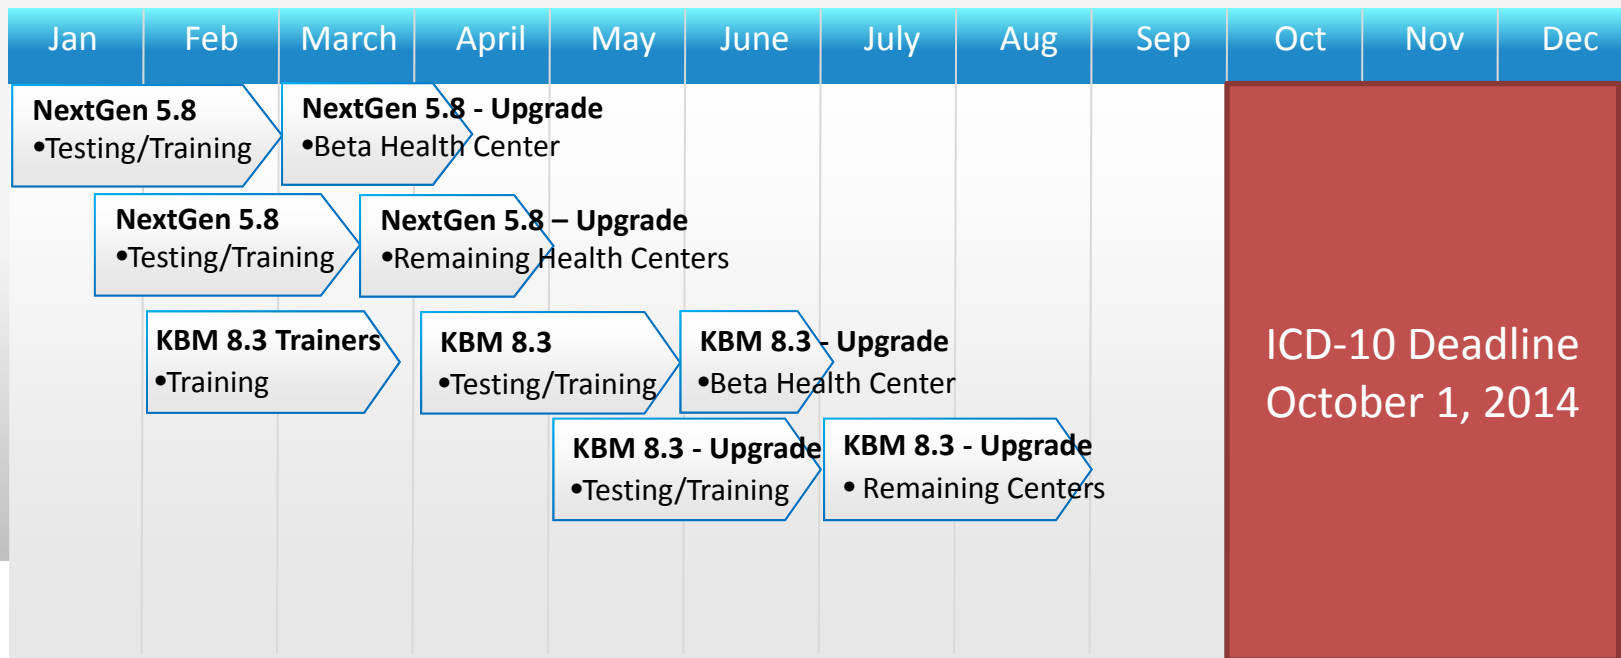 Jan Feb March April May June July Aug Sep Oct Nov Dec
NextGen 5.8
•Testing/Training
NextGen 5.8 - Upgrade
•Beta Health Center
NextGen 5.8
•Testing/Training
NextGen 5.8 – Upgrade
•Remaining Health Centers
KBM 8.3 Trainers
•Training
KBM 8.3
•Testing/Training
KBM 8.3 - Upgrade
•Beta Health Center
KBM 8.3 - Upgrade
•Testing/Training
KBM 8.3 - Upgrade
• Remaining Centers
ICD-10 Deadline
October 1, 2014